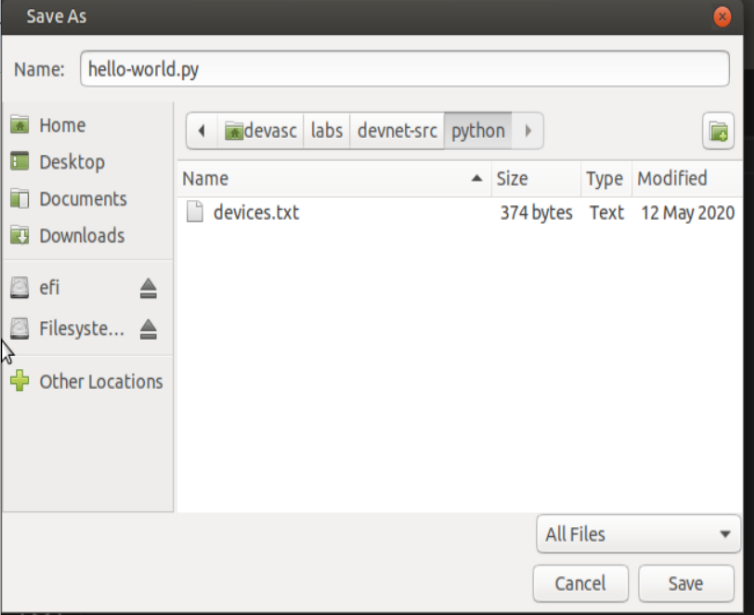 Save As
Name: hello-world.py
Home
Desktop
Documents
Downloads
efi
Filesyste...
Other Locations
devasc labs devnet-src python
Name Size Type Modified
devices.txt 374 bytes Text 12 May 2020
All Files
Cancel Save